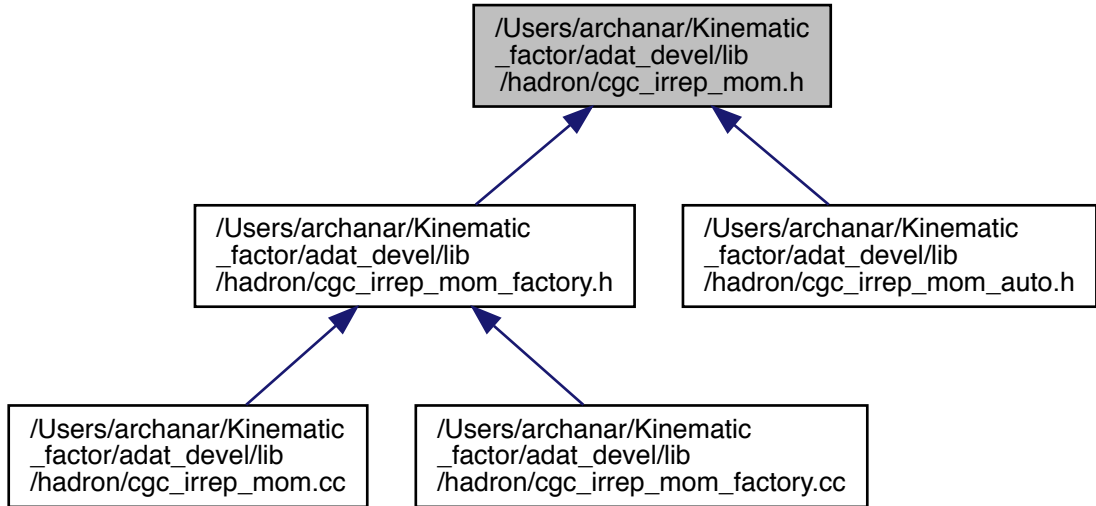 /Users/archanar/Kinematic
_factor/adat_devel/lib
/hadron/cgc_irrep_mom.h
/Users/archanar/Kinematic
_factor/adat_devel/lib
/hadron/cgc_irrep_mom_factory.h
/Users/archanar/Kinematic
_factor/adat_devel/lib
/hadron/cgc_irrep_mom_auto.h
/Users/archanar/Kinematic
_factor/adat_devel/lib
/hadron/cgc_irrep_mom.cc
/Users/archanar/Kinematic
_factor/adat_devel/lib
/hadron/cgc_irrep_mom_factory.cc